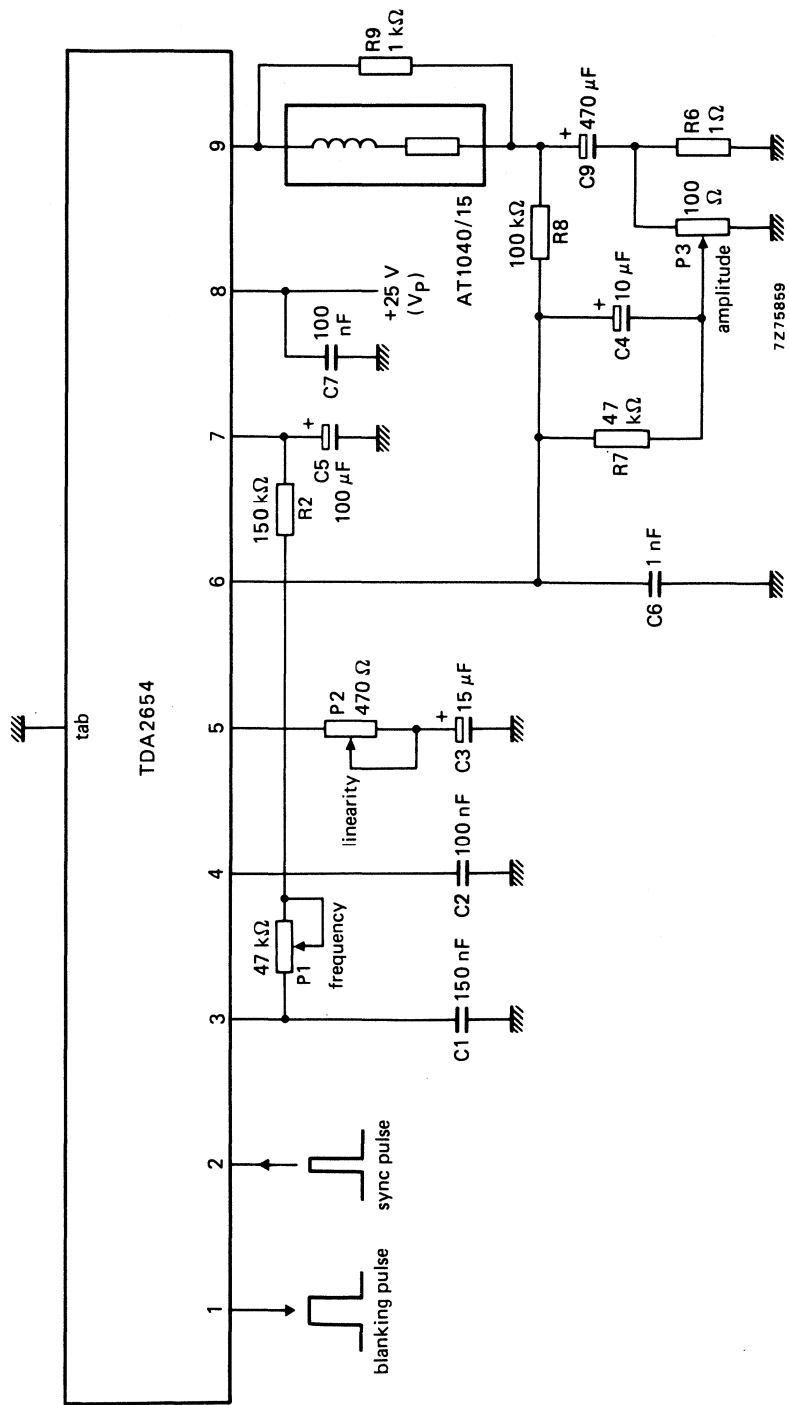 tab
TDA2654
1
2
3
4
5
6
7
8
9
blanking pulse
sync pulse
47 kΩ
P1
frequency
C1
150 nF
C2
100 nF
P2
470 Ω
linearity
+
C3
15 µF
150 kΩ
R2
+
C5
100 µF
C7
100
nF
+25 V
(VP)
AT1040/15
R9
1 kΩ
100 kΩ
R8
+
C9
470 µF
R6
1Ω
100
Ω
P3
amplitude
+
C4
10 µF
47
kΩ
R7
C6
1 nF
7Z75859